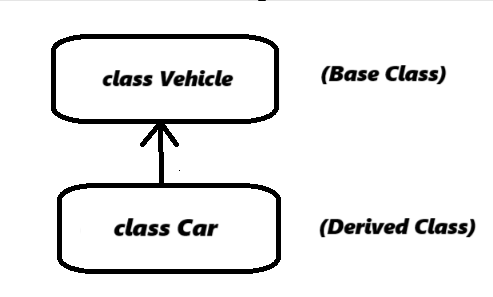 class Vehicle (Base Class)
class Car (Derived Class)